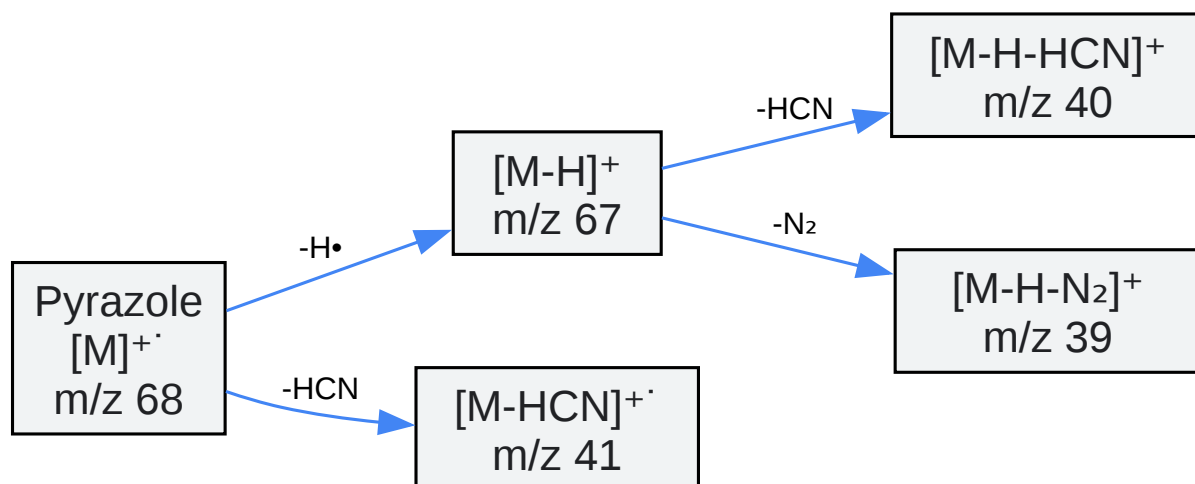 [M-H-HCN]⁺
m/z 40
-HCN
[M-H]⁺
m/z 67
-N₂
-H•
[M-H-N₂]⁺
m/z 39
Pyrazole
[M]⁺˙
m/z 68
-HCN
[M-HCN]⁺˙
m/z 41